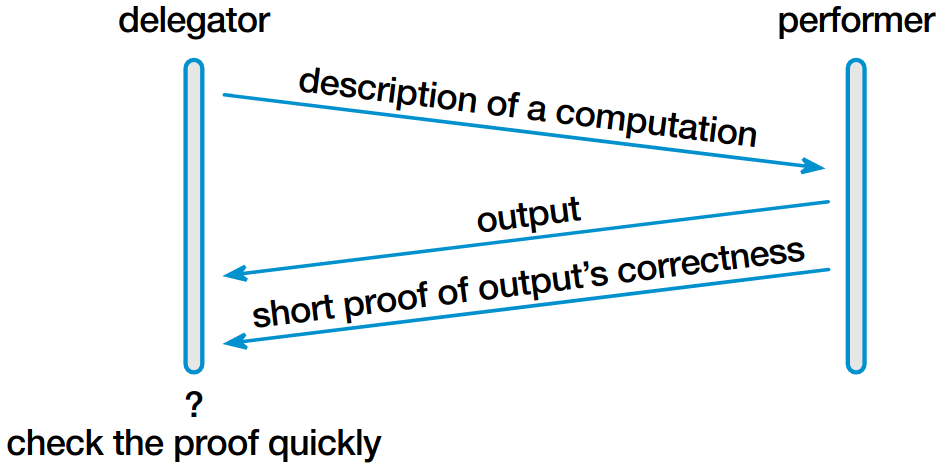 delegator
performer
description of a computation
output
short proof of output’s correctness
?
check the proof quickly